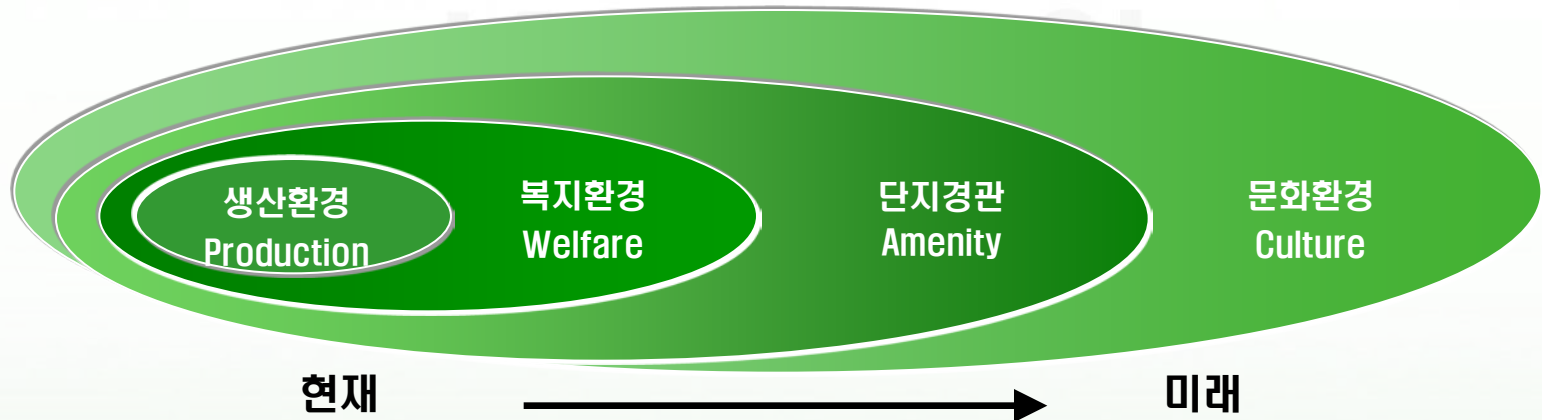 생산환경
Production
복지환경
Welfare
단지경관
Amenity
문화환경
Culture
현재
미래